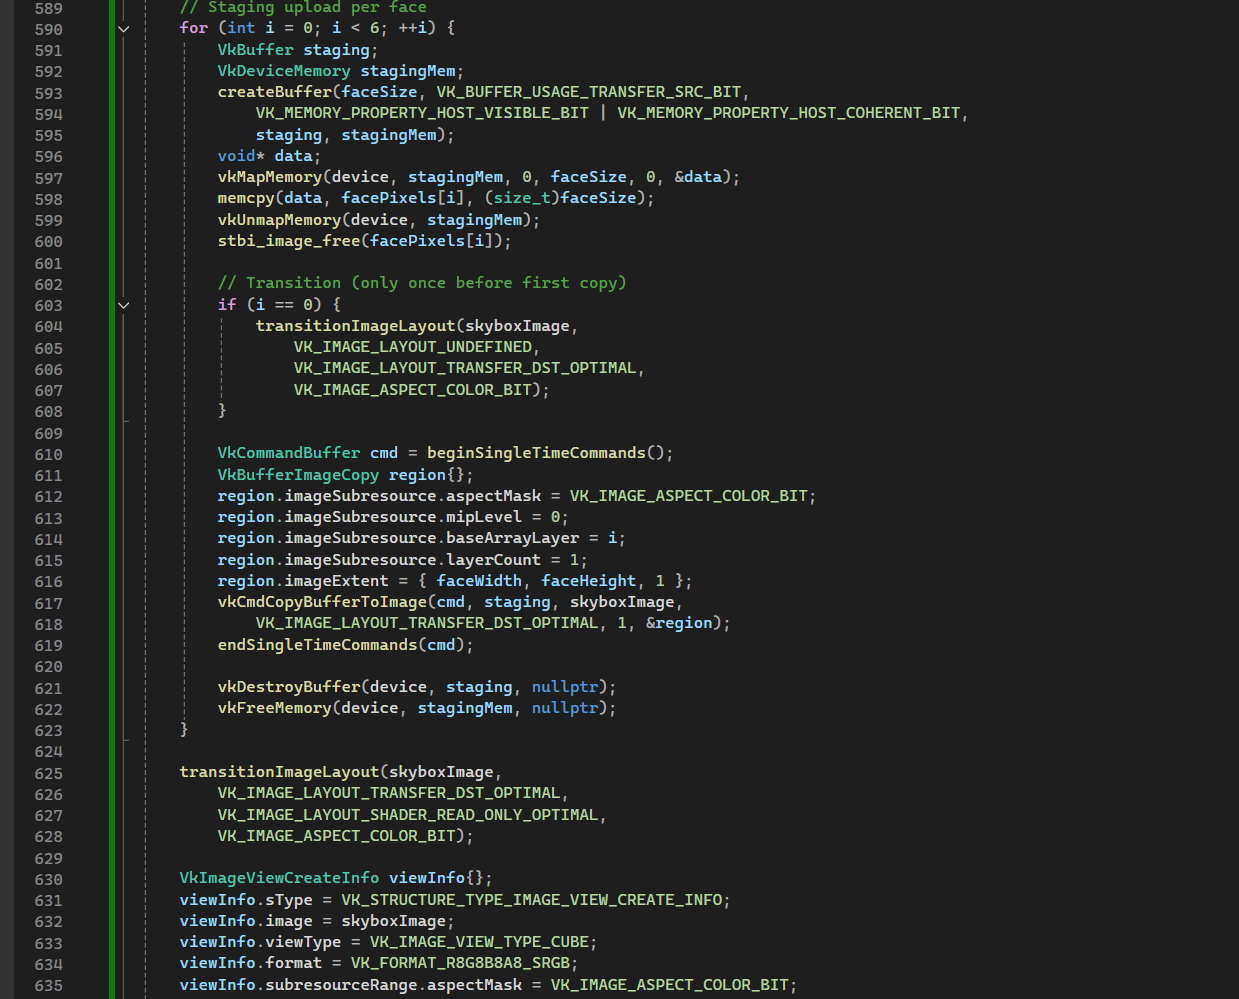 589 // Staging upload per face
590 for (int i = 0; i < 6; ++i) {
591 VkBuffer staging;
592 VkDeviceMemory stagingMem;
593 createBuffer(faceSize, VK_BUFFER_USAGE_TRANSFER_SRC_BIT,
594 VK_MEMORY_PROPERTY_HOST_VISIBLE_BIT | VK_MEMORY_PROPERTY_HOST_COHERENT_BIT,
595 staging, stagingMem);
596 void* data;
597 vkMapMemory(device, stagingMem, 0, faceSize, 0, &data);
598 memcpy(data, facePixels[i], (size_t)faceSize);
599 vkUnmapMemory(device, stagingMem);
600 stbi_image_free(facePixels[i]);
601
602 // Transition (only once before first copy)
603 if (i == 0) {
604 transitionImageLayout(skyboxImage,
605 VK_IMAGE_LAYOUT_UNDEFINED,
606 VK_IMAGE_LAYOUT_TRANSFER_DST_OPTIMAL,
607 VK_IMAGE_ASPECT_COLOR_BIT);
608 }
609
610 VkCommandBuffer cmd = beginSingleTimeCommands();
611 VkBufferImageCopy region{};
612 region.imageSubresource.aspectMask = VK_IMAGE_ASPECT_COLOR_BIT;
613 region.imageSubresource.mipLevel = 0;
614 region.imageSubresource.baseArrayLayer = i;
615 region.imageSubresource.layerCount = 1;
616 region.imageExtent = { faceWidth, faceHeight, 1 };
617 vkCmdCopyBufferToImage(cmd, staging, skyboxImage,
618 VK_IMAGE_LAYOUT_TRANSFER_DST_OPTIMAL, 1, &region);
619 endSingleTimeCommands(cmd);
620
621 vkDestroyBuffer(device, staging, nullptr);
622 vkFreeMemory(device, stagingMem, nullptr);
623 }
624
625 transitionImageLayout(skyboxImage,
626 VK_IMAGE_LAYOUT_TRANSFER_DST_OPTIMAL,
627 VK_IMAGE_LAYOUT_SHADER_READ_ONLY_OPTIMAL,
628 VK_IMAGE_ASPECT_COLOR_BIT);
629
630 VkImageViewCreateInfo viewInfo{};
631 viewInfo.sType = VK_STRUCTURE_TYPE_IMAGE_VIEW_CREATE_INFO;
632 viewInfo.image = skyboxImage;
633 viewInfo.viewType = VK_IMAGE_VIEW_TYPE_CUBE;
634 viewInfo.format = VK_FORMAT_R8G8B8A8_SRGB;
635 viewInfo.subresourceRange.aspectMask = VK_IMAGE_ASPECT_COLOR_BIT;